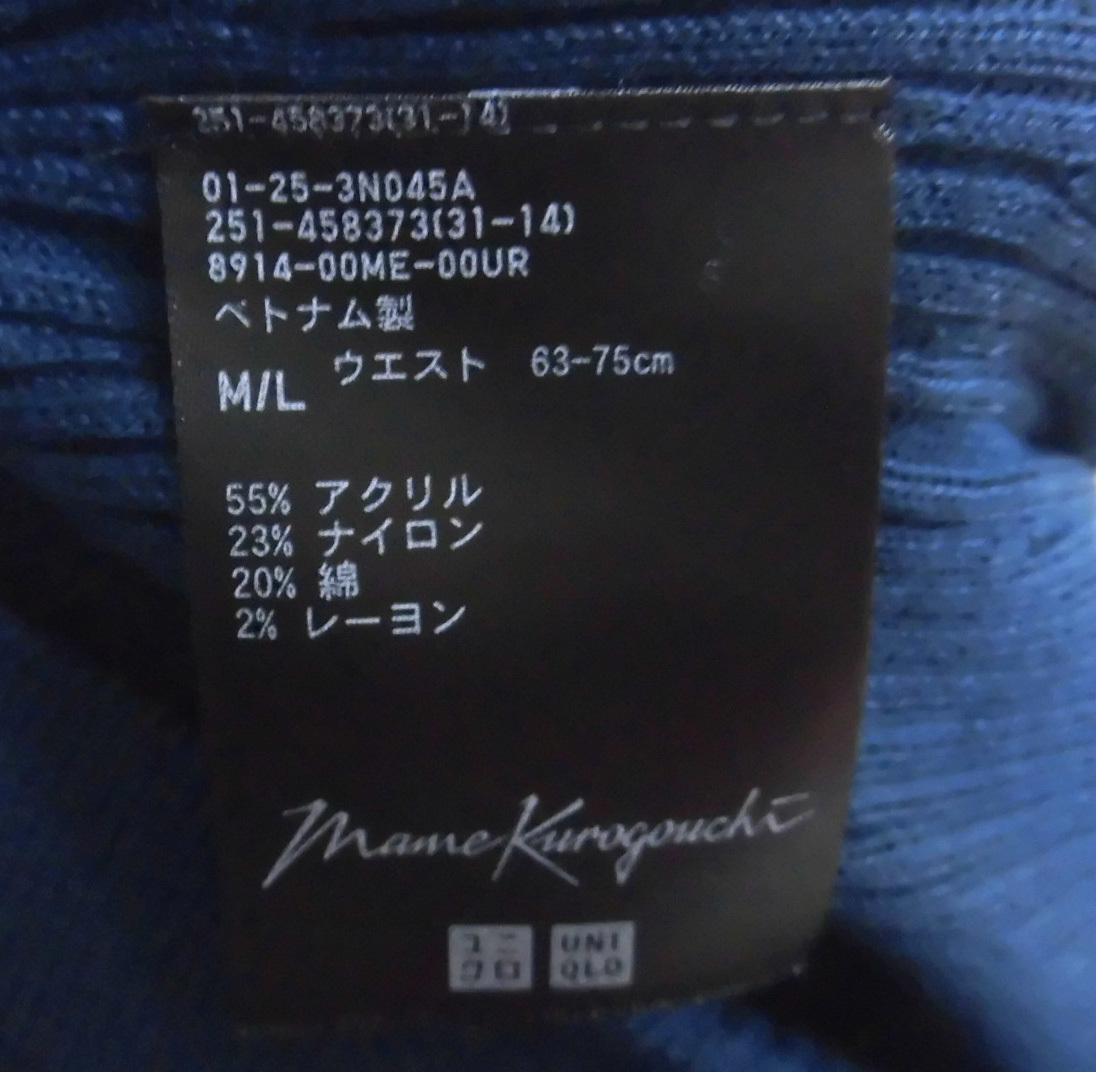 251-458373(31-14)
01-25-3N045A
251-458373(31-14)
8914-00ME-00UR
ベトナム製
M/L ウエスト 63-75cm
55% アクリル
23% ナイロン
20% 綿
2% レーヨン
Mame Kurogouchi
ユニ UNI
クロ QLO